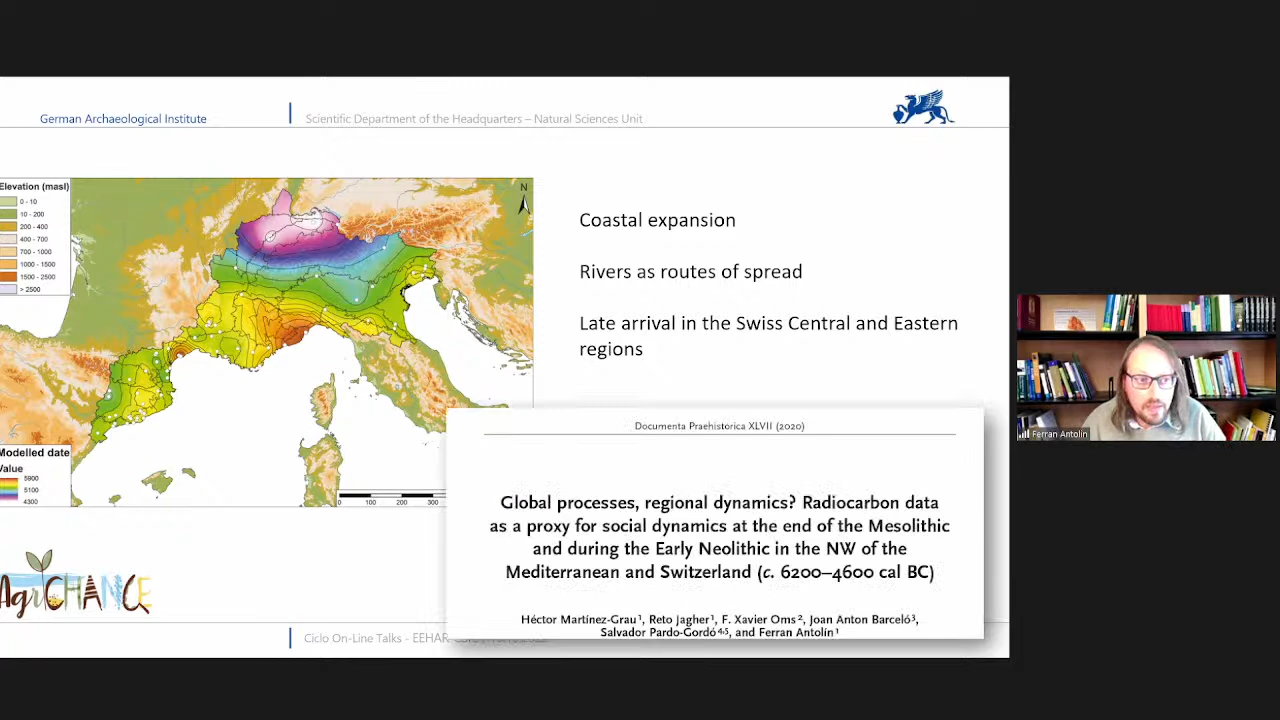 German Archaeological Institute
Scientific Department of the Headquarters – Natural Sciences Unit
Elevation (masl)
0 - 10
10 - 200
200 - 400
400 - 700
700 - 1000
1000 - 1500
1500 - 2500
> 2500
N
Modelled date
Value
5900
5100
4300
0 100 200 300
Coastal expansion
Rivers as routes of spread
Late arrival in the Swiss Central and Eastern
regions
Documenta Praehistorica XLVII (2020)
Global processes, regional dynamics? Radiocarbon data
as a proxy for social dynamics at the end of the Mesolithic
and during the Early Neolithic in the NW of the
Mediterranean and Switzerland (c. 6200–4600 cal BC)
Héctor Martínez-Grau¹, Reto Jagher¹, F. Xavier Oms², Joan Anton Barceló³,
Salvador Pardo-Gordó⁴,⁵, and Ferran Antolín¹
AgriCHANGE
Ciclo On-Line Talks - EEHAR
Ferran Antolín